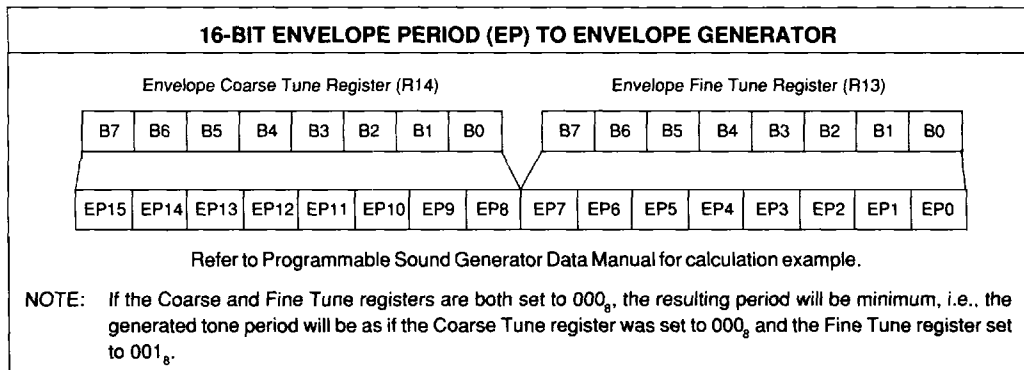 16-BIT ENVELOPE PERIOD (EP) TO ENVELOPE GENERATOR
Envelope Coarse Tune Register (R14)
Envelope Fine Tune Register (R13)
B7 B6 B5 B4 B3 B2 B1 B0
B7 B6 B5 B4 B3 B2 B1 B0
EP15 EP14 EP13 EP12 EP11 EP10 EP9 EP8 EP7 EP6 EP5 EP4 EP3 EP2 EP1 EP0
Refer to Programmable Sound Generator Data Manual for calculation example.
NOTE: If the Coarse and Fine Tune registers are both set to 000₈, the resulting period will be minimum, i.e., the
generated tone period will be as if the Coarse Tune register was set to 000₈ and the Fine Tune register set
to 001₈.